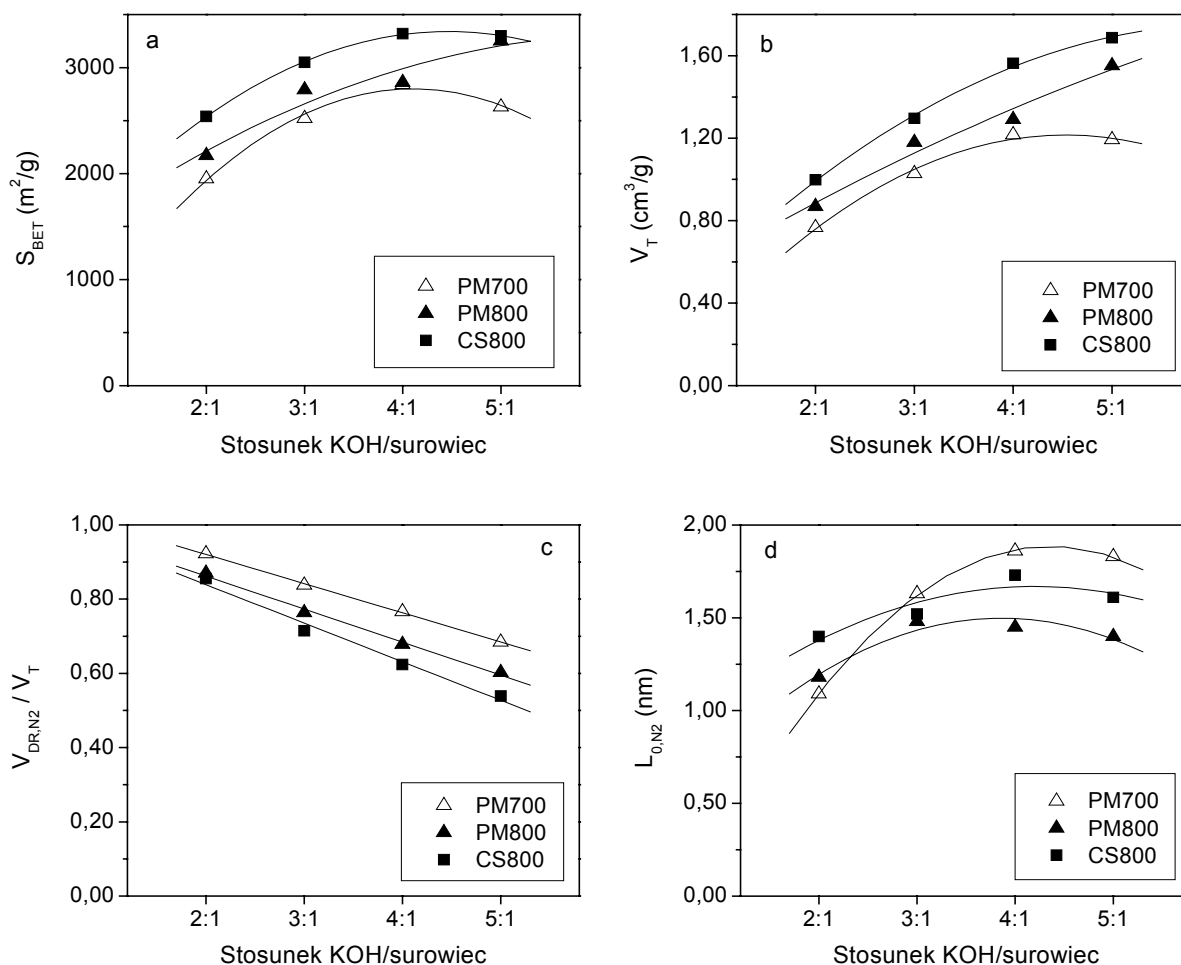 a
S_BET (m²/g)
3000
2000
1000
0
PM700
PM800
CS800
2:1 3:1 4:1 5:1
Stosunek KOH/surowiec
b
V_T (cm³/g)
1,60
1,20
0,80
0,40
0,00
PM700
PM800
CS800
2:1 3:1 4:1 5:1
Stosunek KOH/surowiec
c
V_DR,N2 / V_T
1,00
0,80
0,60
0,40
0,20
0,00
PM700
PM800
CS800
2:1 3:1 4:1 5:1
Stosunek KOH/surowiec
d
L_0,N2 (nm)
2,00
1,50
1,00
0,50
0,00
PM700
PM800
CS800
2:1 3:1 4:1 5:1
Stosunek KOH/surowiec